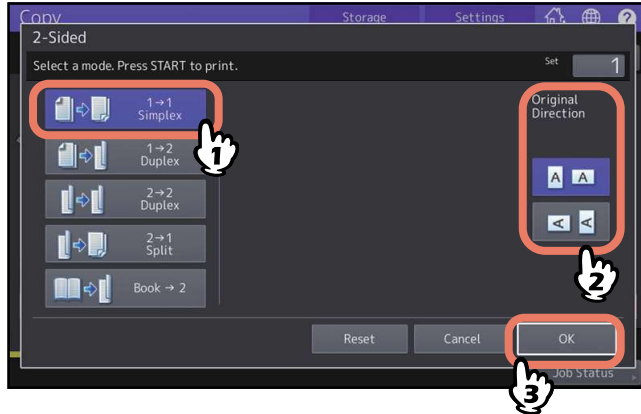 Copy
Storage
Settings
?
2-Sided
Select a mode. Press START to print.
Set
1
1→1
Simplex
1
1→2
Duplex
2→2
Duplex
2→1
Split
Book → 2
Original
Direction
A A
A A
2
Reset
Cancel
OK
3
Job Status